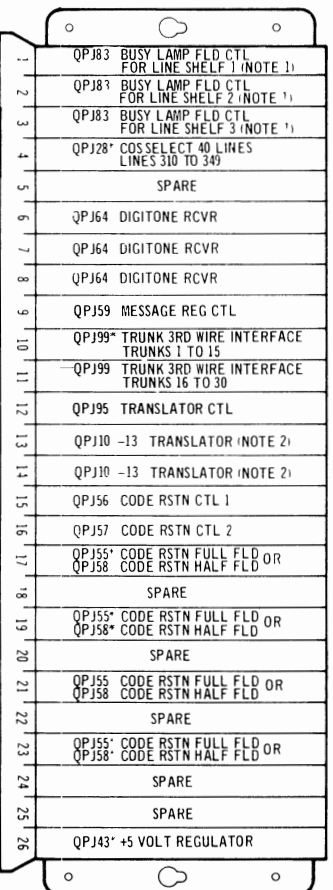 1 QPJ83 BUSY LAMP FLD CTL
FOR LINE SHELF 1 (NOTE 1)
2 QPJ83 BUSY LAMP FLD CTL
FOR LINE SHELF 2 (NOTE 1)
3 QPJ83 BUSY LAMP FLD CTL
FOR LINE SHELF 3 (NOTE 1)
4 QPJ28* COS SELECT 40 LINES
LINES 310 TO 349
5 SPARE
6 QPJ64 DIGITONE RCVR
7 QPJ64 DIGITONE RCVR
8 QPJ64 DIGITONE RCVR
9 QPJ59 MESSAGE REG CTL
10 QPJ99* TRUNK 3RD WIRE INTERFACE
TRUNKS 1 TO 15
11 QPJ99 TRUNK 3RD WIRE INTERFACE
TRUNKS 16 TO 30
12 QPJ95 TRANSLATOR CTL
13 QPJ10 -13 TRANSLATOR (NOTE 2)
14 QPJ10 -13 TRANSLATOR (NOTE 2)
15 QPJ56 CODE RSTN CTL 1
16 QPJ57 CODE RSTN CTL 2
17 QPJ55* CODE RSTN FULL FLD OR
QPJ58 CODE RSTN HALF FLD
18 SPARE
19 QPJ55* CODE RSTN FULL FLD OR
QPJ58* CODE RSTN HALF FLD
20 SPARE
21 QPJ55 CODE RSTN FULL FLD OR
QPJ58 CODE RSTN HALF FLD
22 SPARE
23 QPJ55* CODE RSTN FULL FLD OR
QPJ58* CODE RSTN HALF FLD
24 SPARE
25 SPARE
26 QPJ43* +5 VOLT REGULATOR